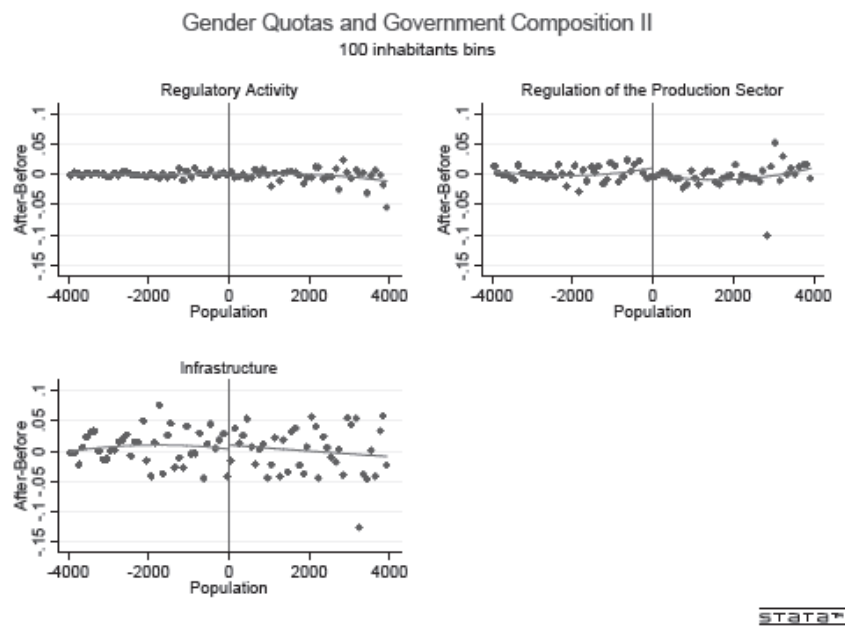 Gender Quotas and Government Composition II
100 inhabitants bins
Regulatory Activity
After-Before
.1
.05
0
-.05
-.1
-.15
-4000 -2000 0 2000 4000
Population
Regulation of the Production Sector
After-Before
.1
.05
0
-.05
-.1
-.15
-4000 -2000 0 2000 4000
Population
Infrastructure
After-Before
.1
.05
0
-.05
-.1
-.15
-4000 -2000 0 2000 4000
Population
STATA™